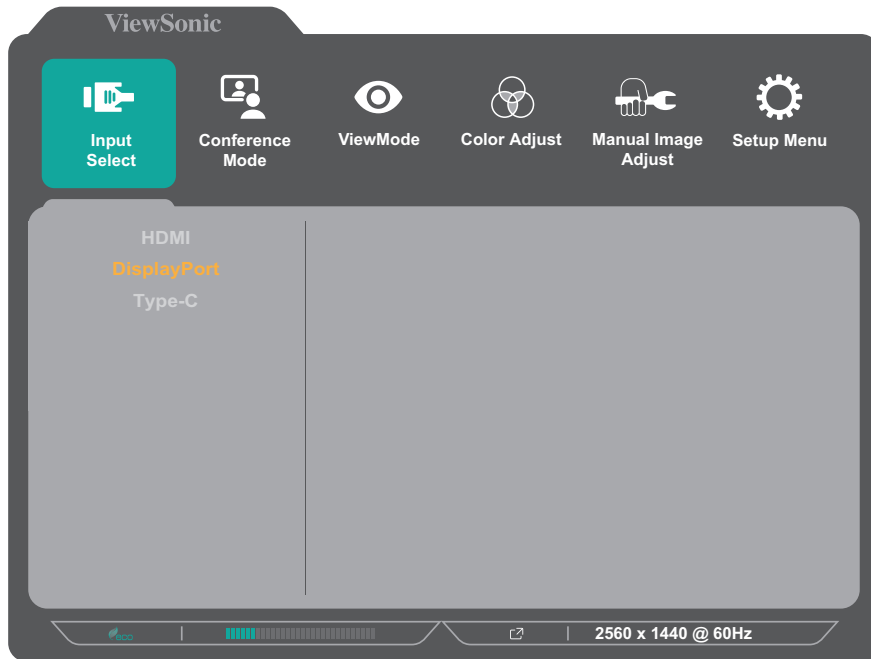 ViewSonic
Input
Select
Conference
Mode
ViewMode
Color Adjust
Manual Image
Adjust
Setup Menu
HDMI
DisplayPort
Type-C
eco
2560 x 1440 @ 60Hz